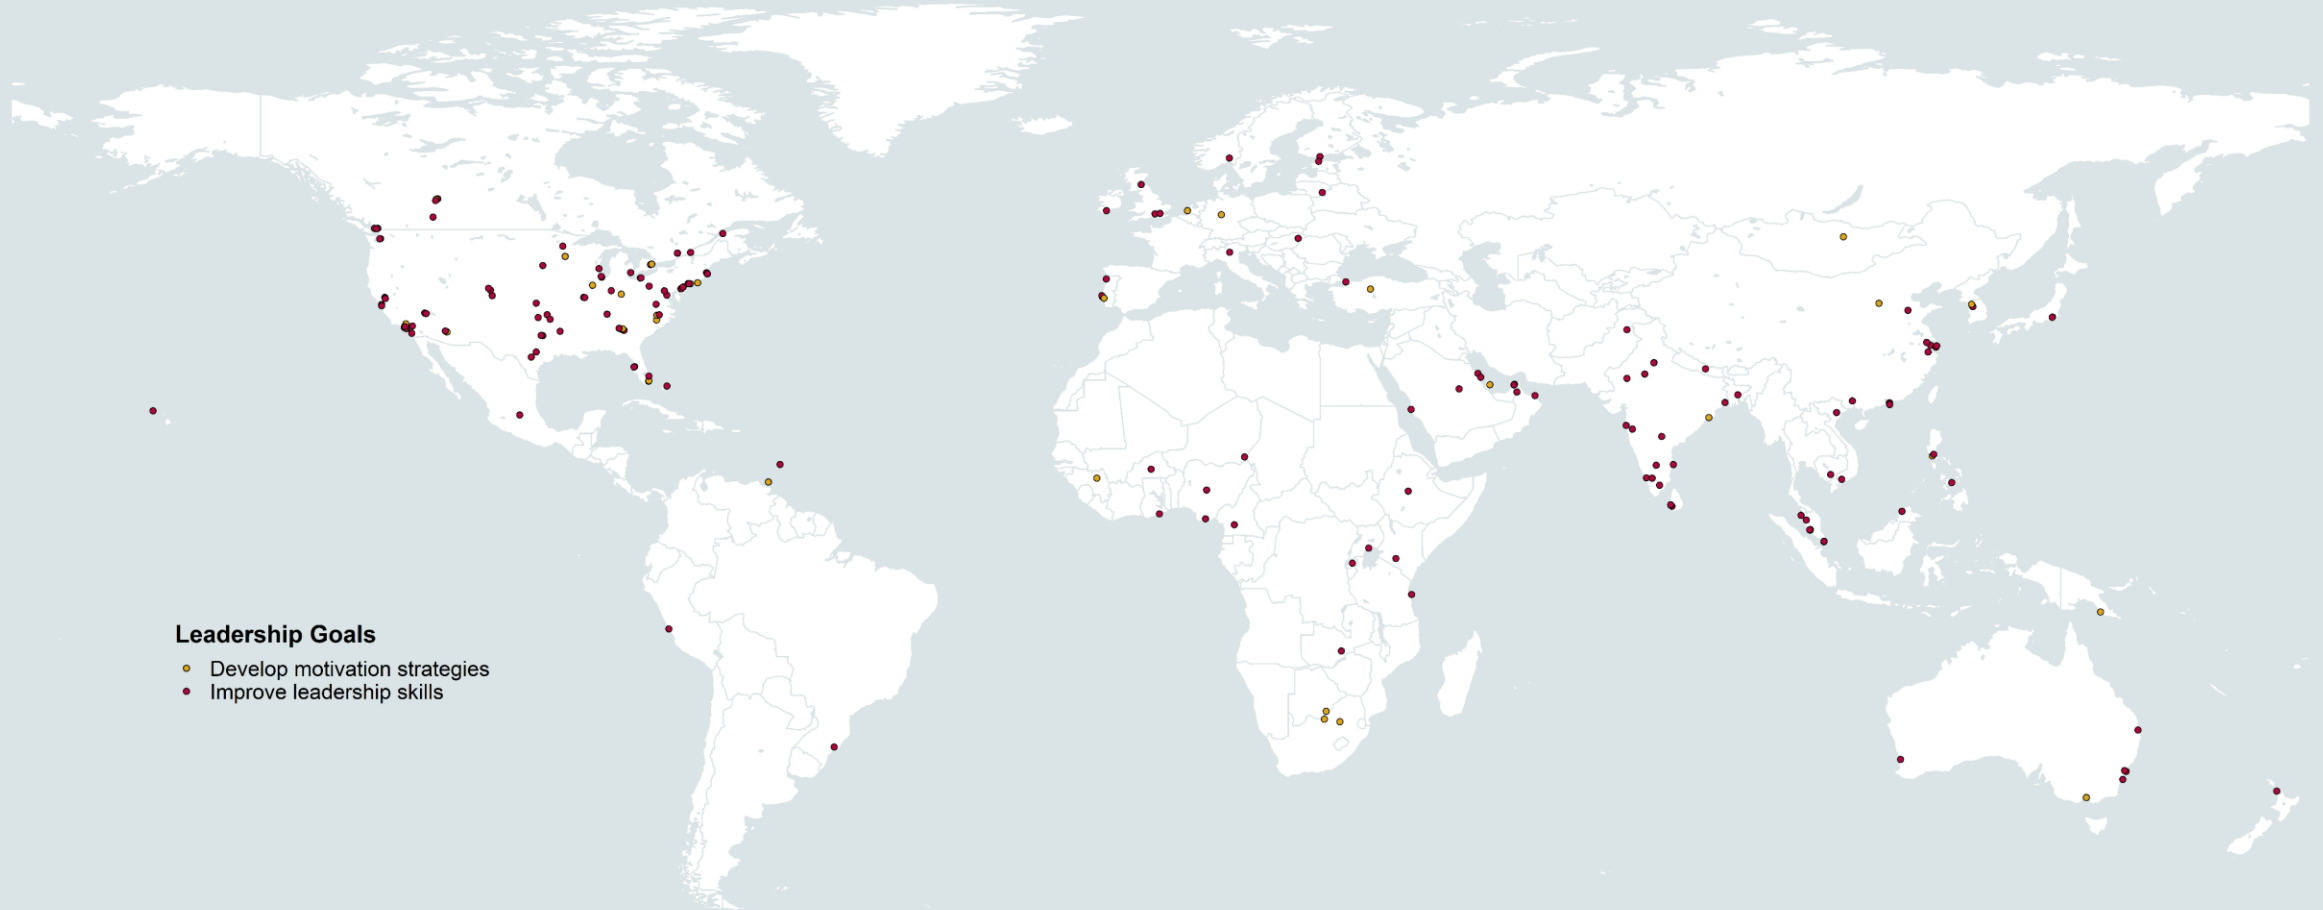 Leadership Goals
Develop motivation strategies
Improve leadership skills